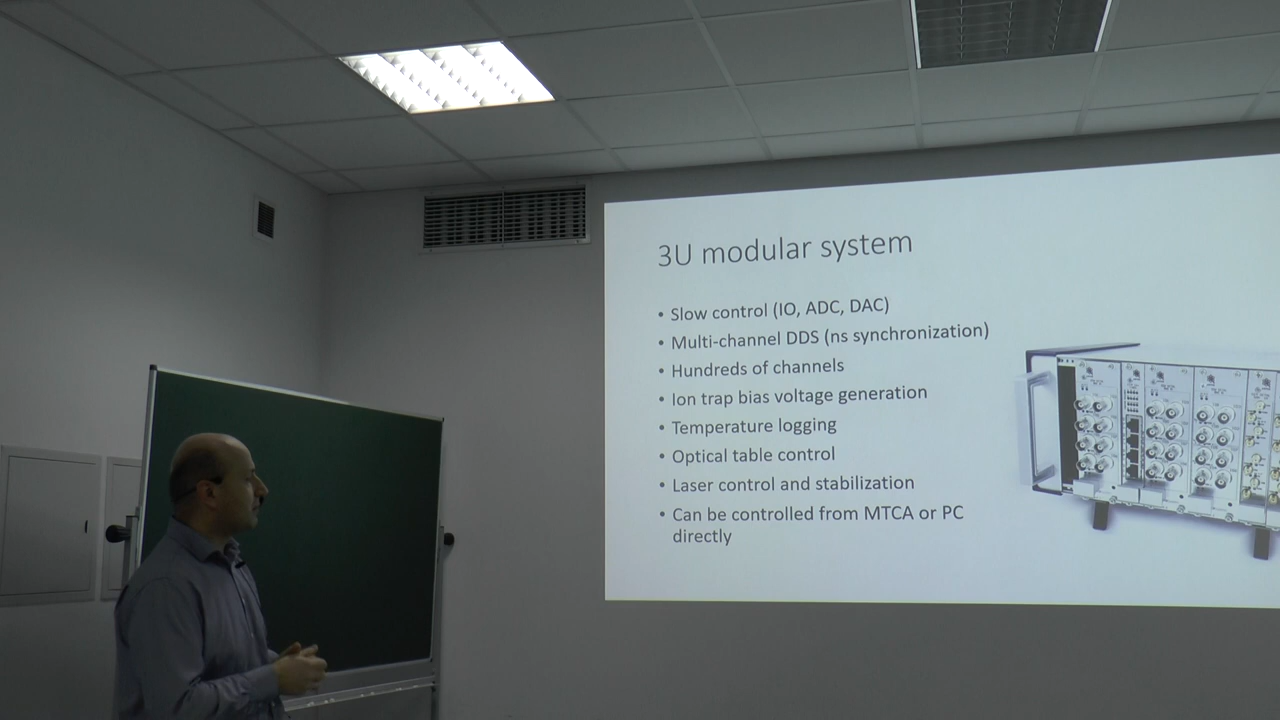 3U modular system
• Slow control (IO, ADC, DAC)
• Multi-channel DDS (ns synchronization)
• Hundreds of channels
• Ion trap bias voltage generation
• Temperature logging
• Optical table control
• Laser control and stabilization
• Can be controlled from MTCA or PC
directly